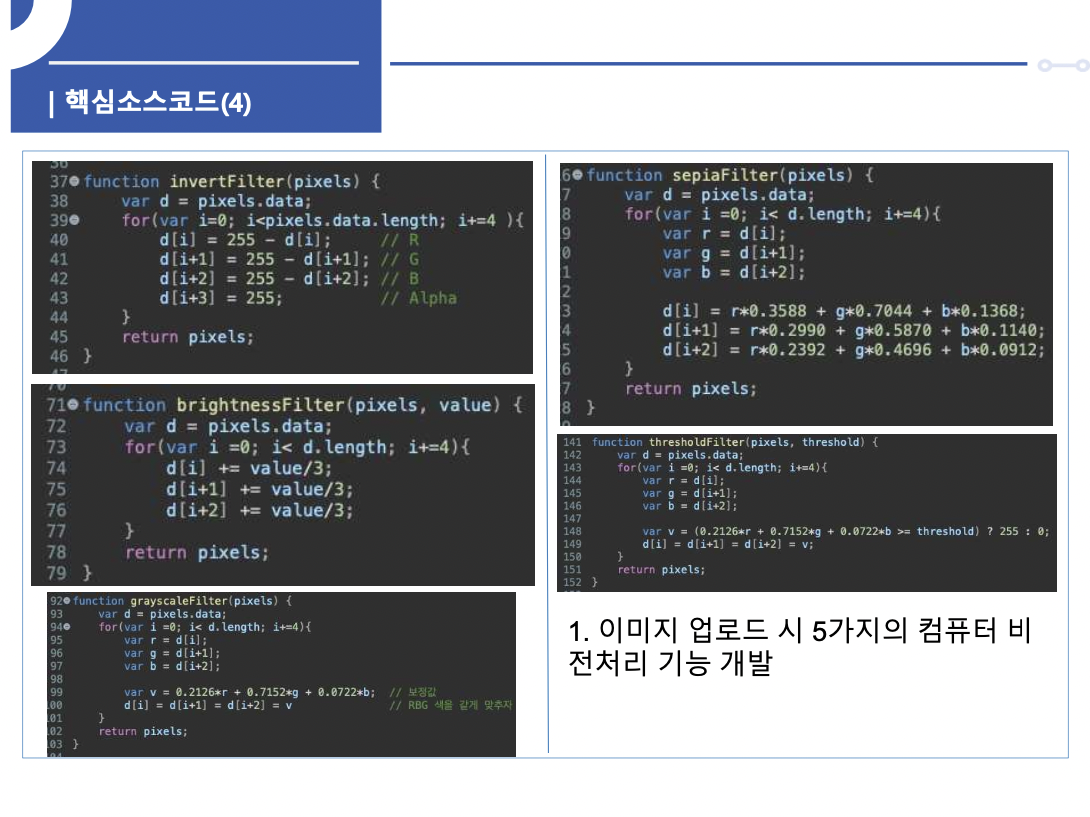 | 핵심소스코드(4)
36
37 function invertFilter(pixels) {
38 var d = pixels.data;
39 for(var i=0; i<pixels.data.length; i+=4 ){
40 d[i] = 255 - d[i]; // R
41 d[i+1] = 255 - d[i+1]; // G
42 d[i+2] = 255 - d[i+2]; // B
43 d[i+3] = 255; // Alpha
44 }
45 return pixels;
46 }
70
71 function brightnessFilter(pixels, value) {
72 var d = pixels.data;
73 for(var i =0; i< d.length; i+=4){
74 d[i] += value/3;
75 d[i+1] += value/3;
76 d[i+2] += value/3;
77 }
78 return pixels;
79 }
92 function grayscaleFilter(pixels) {
93 var d = pixels.data;
94 for(var i =0; i< d.length; i+=4){
95 var r = d[i];
96 var g = d[i+1];
97 var b = d[i+2];
98
99 var v = 0.2126*r + 0.7152*g + 0.0722*b; // 보정값
00 d[i] = d[i+1] = d[i+2] = v // RBG 색을 같게 맞추자
01 }
02 return pixels;
03 }
6 function sepiaFilter(pixels) {
7 var d = pixels.data;
8 for(var i =0; i< d.length; i+=4){
9 var r = d[i];
0 var g = d[i+1];
1 var b = d[i+2];
2
3 d[i] = r*0.3588 + g*0.7044 + b*0.1368;
4 d[i+1] = r*0.2990 + g*0.5870 + b*0.1140;
5 d[i+2] = r*0.2392 + g*0.4696 + b*0.0912;
6 }
7 return pixels;
8 }
141 function thresholdFilter(pixels, threshold) {
142 var d = pixels.data;
143 for(var i =0; i< d.length; i+=4){
144 var r = d[i];
145 var g = d[i+1];
146 var b = d[i+2];
147
148 var v = (0.2126*r + 0.7152*g + 0.0722*b >= threshold) ? 255 : 0;
149 d[i] = d[i+1] = d[i+2] = v;
150 }
151 return pixels;
152 }
1. 이미지 업로드 시 5가지의 컴퓨터 비
전처리 기능 개발